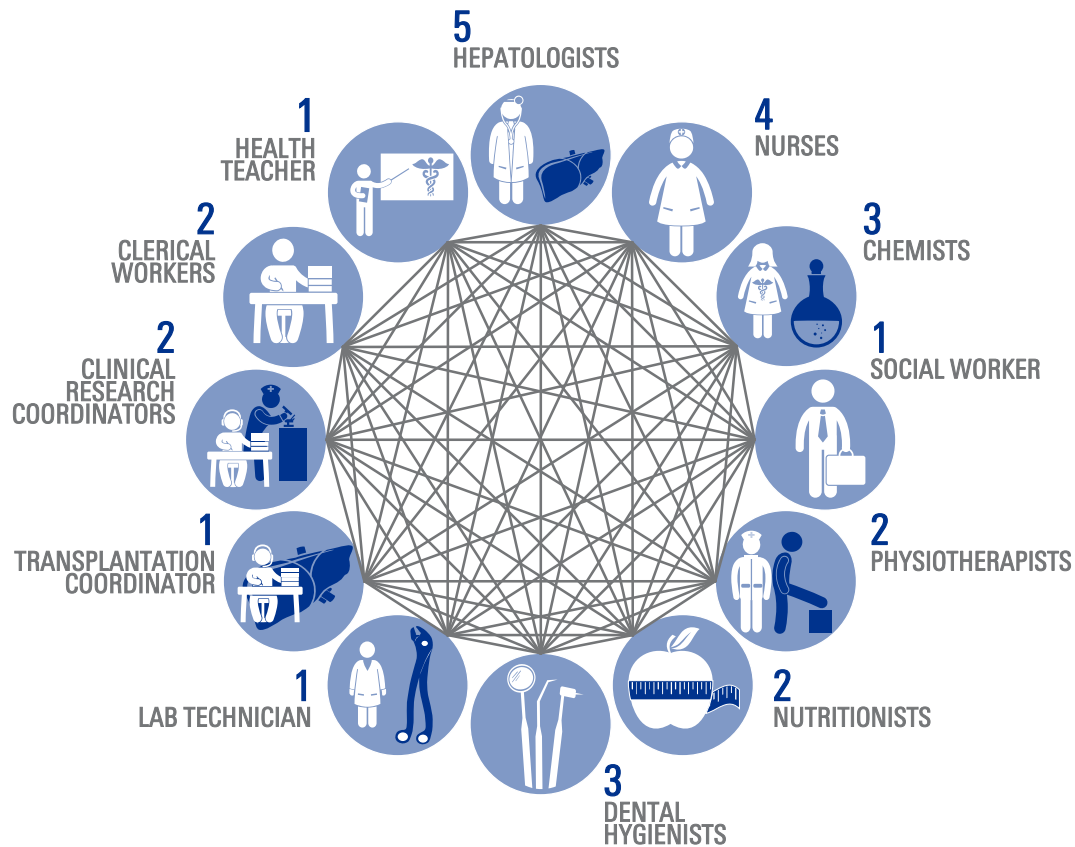 5
HEPATOLOGISTS
4
NURSES
3
CHEMISTS
1
SOCIAL WORKER
2
PHYSIOTHERAPISTS
2
NUTRITIONISTS
3
DENTAL
HYGIENISTS
1
LAB TECHNICIAN
1
TRANSPLANTATION
COORDINATOR
2
CLINICAL
RESEARCH
COORDINATORS
2
CLERICAL
WORKERS
1
HEALTH
TEACHER